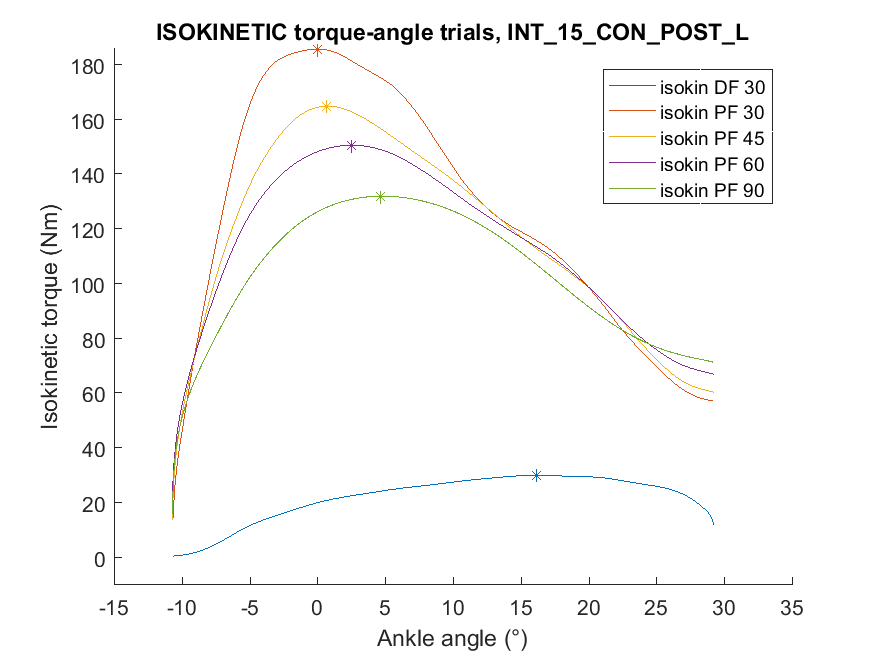 ISOKINETIC torque-angle trials, INT_15_CON_POST_L
isokin DF 30
isokin PF 30
isokin PF 45
isokin PF 60
isokin PF 90
Isokinetic torque (Nm)
180
160
140
120
100
80
60
40
20
0
-15 -10 -5 0 5 10 15 20 25 30 35
Ankle angle (°)